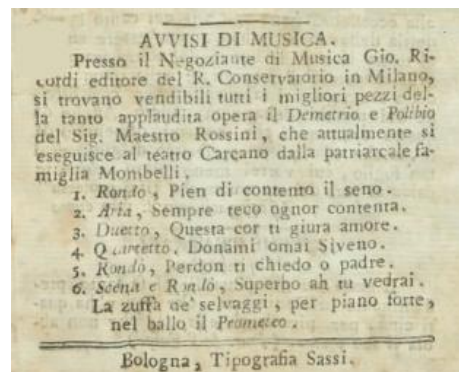 AVVISI DI MUSICA.
Presso il Negoziante di Musica Gio. Ri-
cordi editore del R. Conservatorio in Milano,
si trovano vendibili tutti i migliori pezzi del-
la tanto applaudita opera il Demetrio e Polibio
del Sig. Maestro Rossini, che attualmente si
eseguisce al teatro Carcano dalla patriarcale fa-
miglia Mombelli.
1. Rondò, Pien di contento il seno.
2. Aria, Sempre teco ognor contenta.
3. Duetto, Questa cor ti giura amore.
4. Quartetto, Donami omai Siveno.
5. Rondò, Perdon ti chiedo o padre.
6. Scena e Rondò, Superbo ah tu vedrai.
La zuffa ne' selvaggi, per piano forte,
nel ballo il Prometeo.
Bologna, Tipografia Sassi.